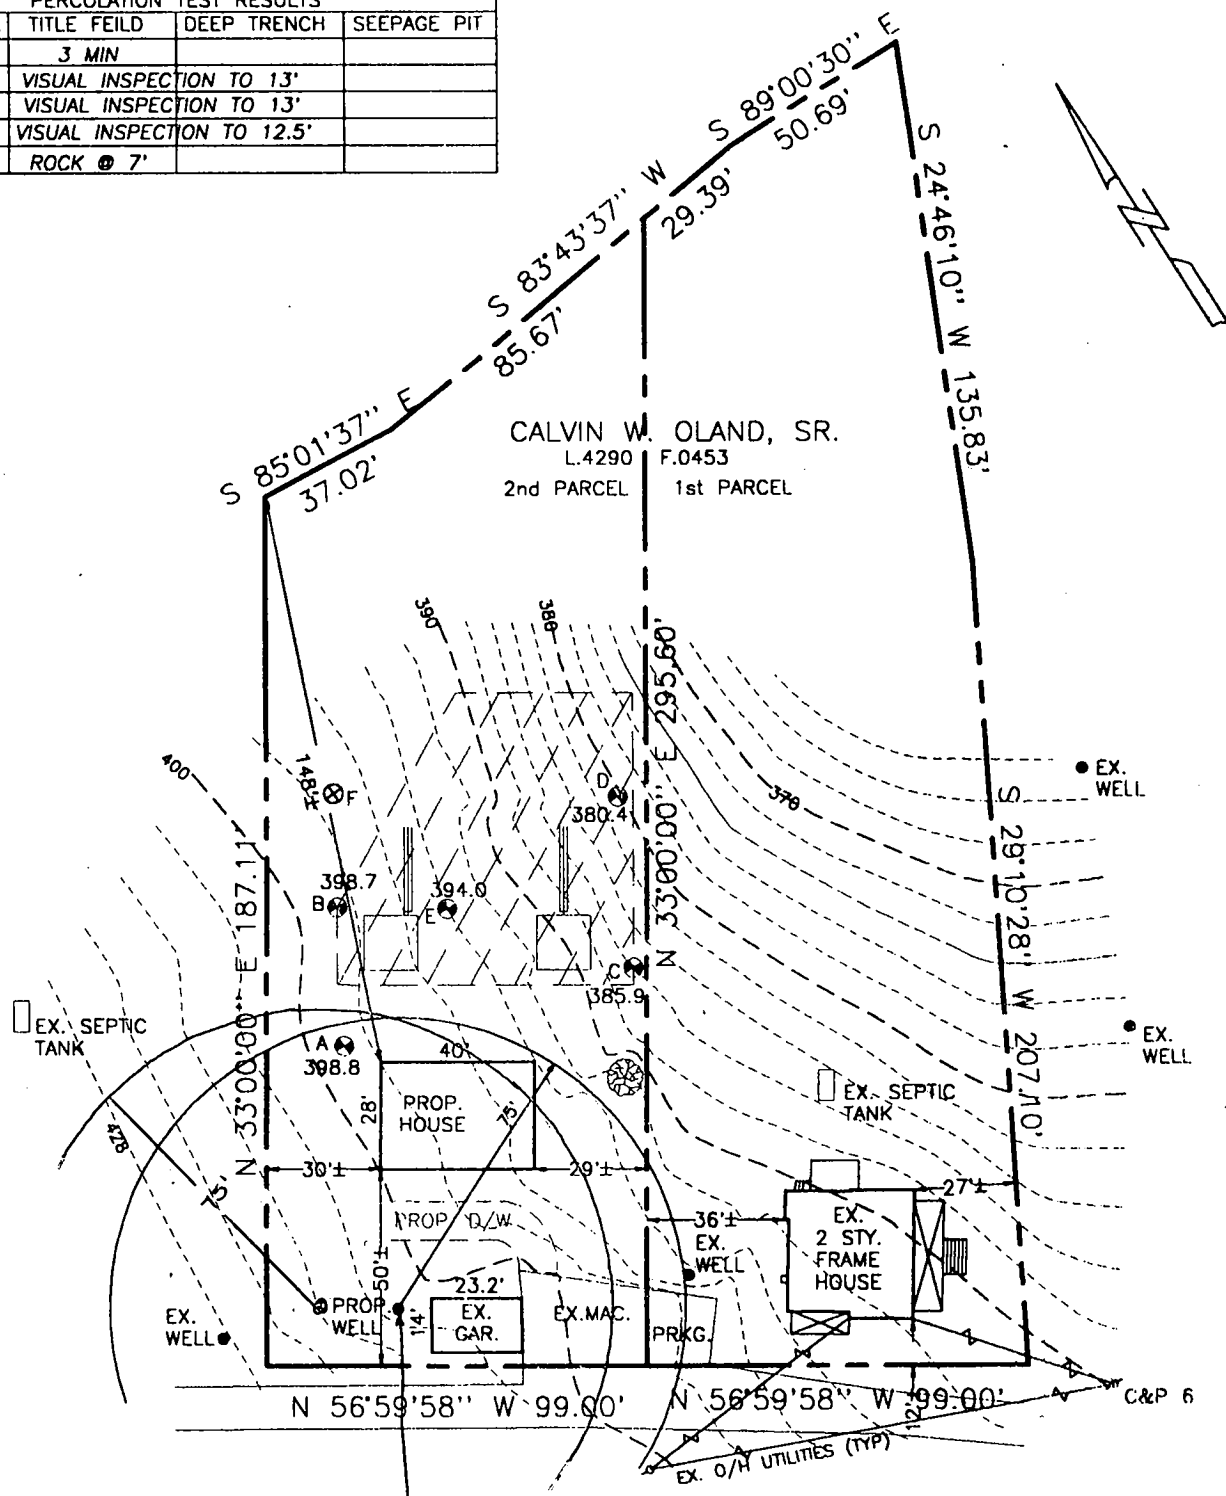 PERCOLATION TEST RESULTS
TITLE FEILD DEEP TRENCH SEEPAGE PIT
3 MIN
VISUAL INSPECTION TO 13'
VISUAL INSPECTION TO 13'
VISUAL INSPECTION TO 12.5'
ROCK @ 7'
S 89°00'30" E
50.69'
S 83°43'37" W
29.39'
85.67'
S 85°01'37" E
37.02'
S 24°46'10" W 135.83'
CALVIN W. OLAND, SR.
L.4290 F.0453
2nd PARCEL 1st PARCEL
390
380
400
370
148'±
F
D
380.4
N 33°00'00" E 295.60'
EX.
WELL
398.7
B
394.0
E
C
385.9
N 33°00'00" E 187.11'
S 29°10'28" W 207.10'
EX. SEPTIC
TANK
A
398.8
40'
EX.
WELL
28'
PROP.
HOUSE
75'
EX. SEPTIC
TANK
428
75'
30'±
29'±
27'±
PROP. D/W
36'±
EX.
WELL
EX.
2 STY.
FRAME
HOUSE
50'±
23.2'
PROP.
WELL
14'
EX.
GAR.
EX.MAC.
PRKG.
EX.
WELL
N 56°59'58" W 99.00'
N 56°59'58" W 99.00'
12'
C&P 6
EX. O/H UTILITIES (TYP)